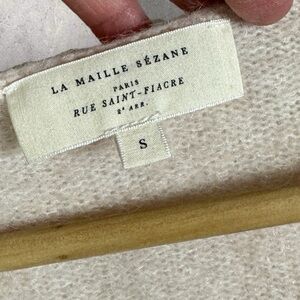 LA MAILLE SÉZANE
PARIS
RUE SAINT-FIACRE
2e ARR.
S